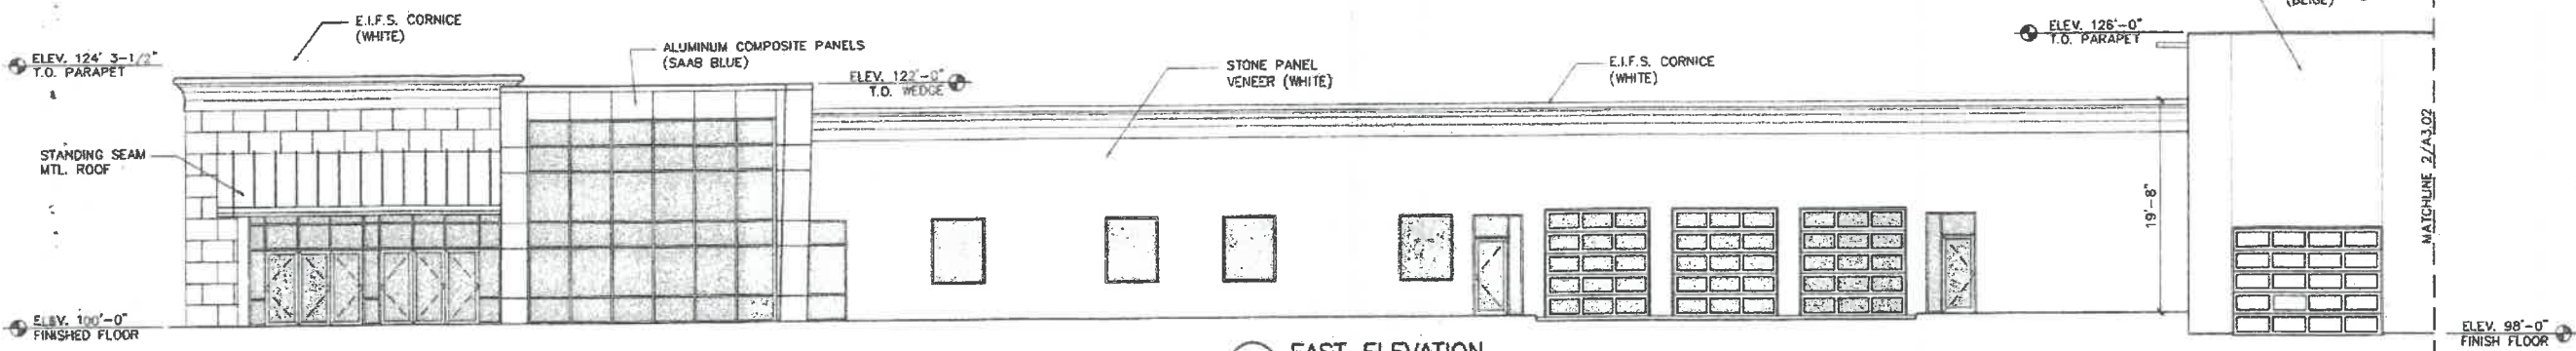 E.I.F.S. CORNICE
(WHITE)
ELEV. 124' 3-1/2"
T.O. PARAPET
ALUMINUM COMPOSITE PANELS
(SAAB BLUE)
ELEV. 122'-0"
T.O. WEDGE
STONE PANEL
VENEER (WHITE)
E.I.F.S. CORNICE
(WHITE)
ELEV. 126'-0"
T.O. PARAPET
(BEIGE)
STANDING SEAM
MTL. ROOF
19'-8"
MATCHLINE 2/A3.02
ELEV. 100'-0"
FINISHED FLOOR
EAST ELEVATION
ELEV. 98'-0"
FINISH FLOOR